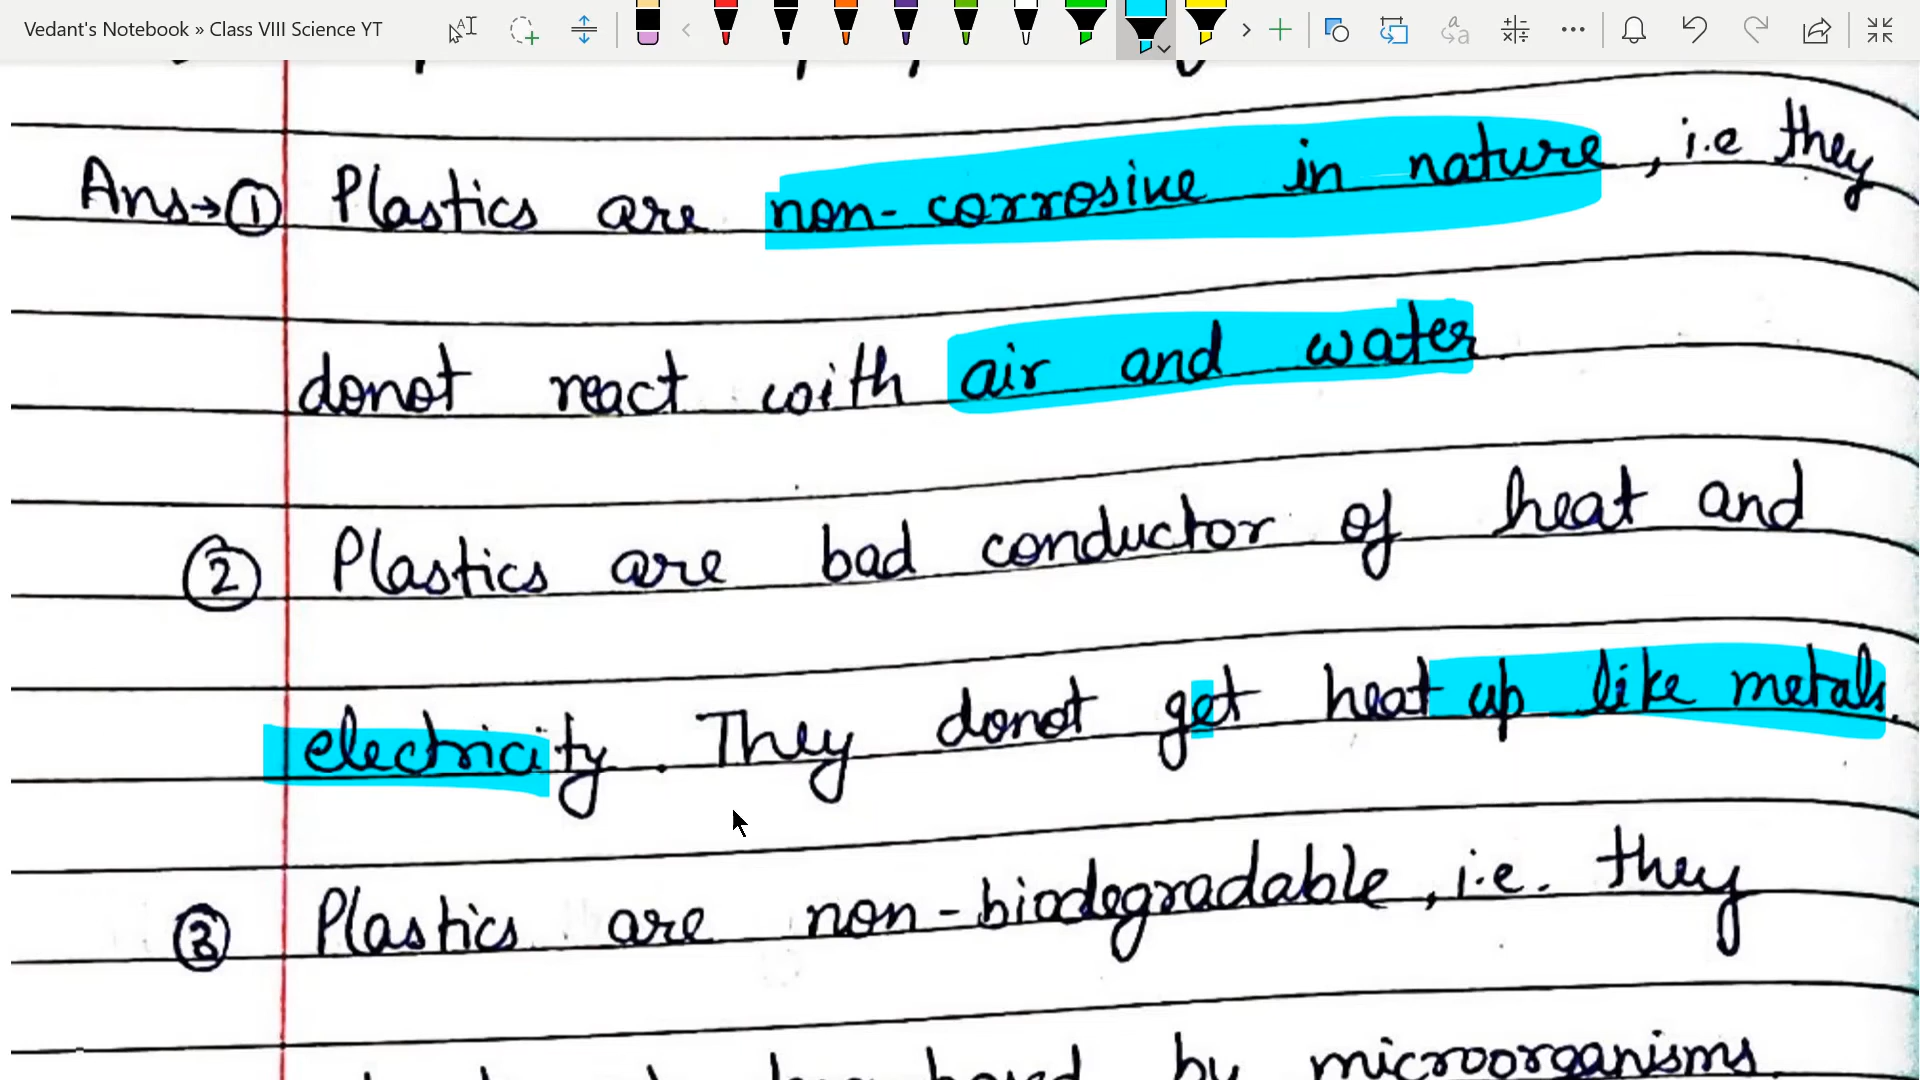 Vedant's Notebook » Class VIII Science YT
Ans→① Plastics are non-corrosive in nature, i.e they
donot react with air and water.
② Plastics are bad conductor of heat and
electricity. They donot get heat up like metals.
③ Plastics are non-biodegradable, i.e. they
by microorganisms